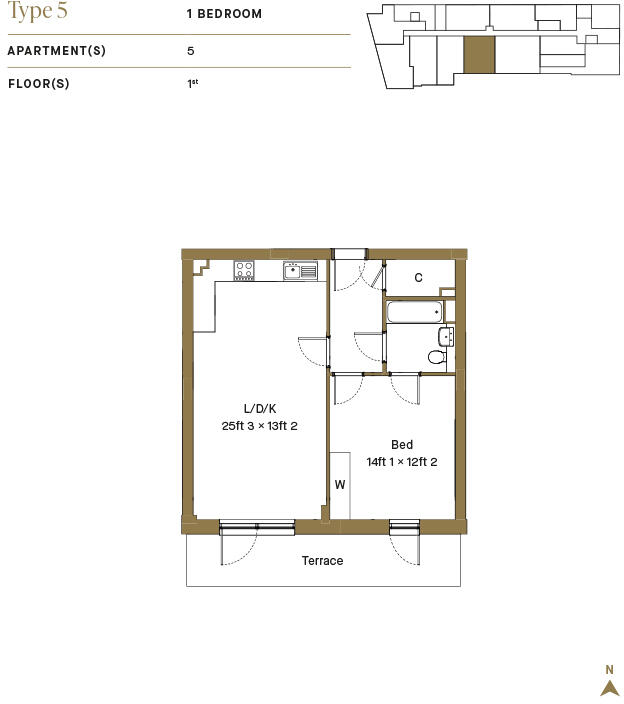 Type 5 1 BEDROOM
APARTMENT(S) 5
FLOOR(S) 1st
C
L/D/K
25ft 3 × 13ft 2
Bed
14ft 1 × 12ft 2
W
Terrace
N